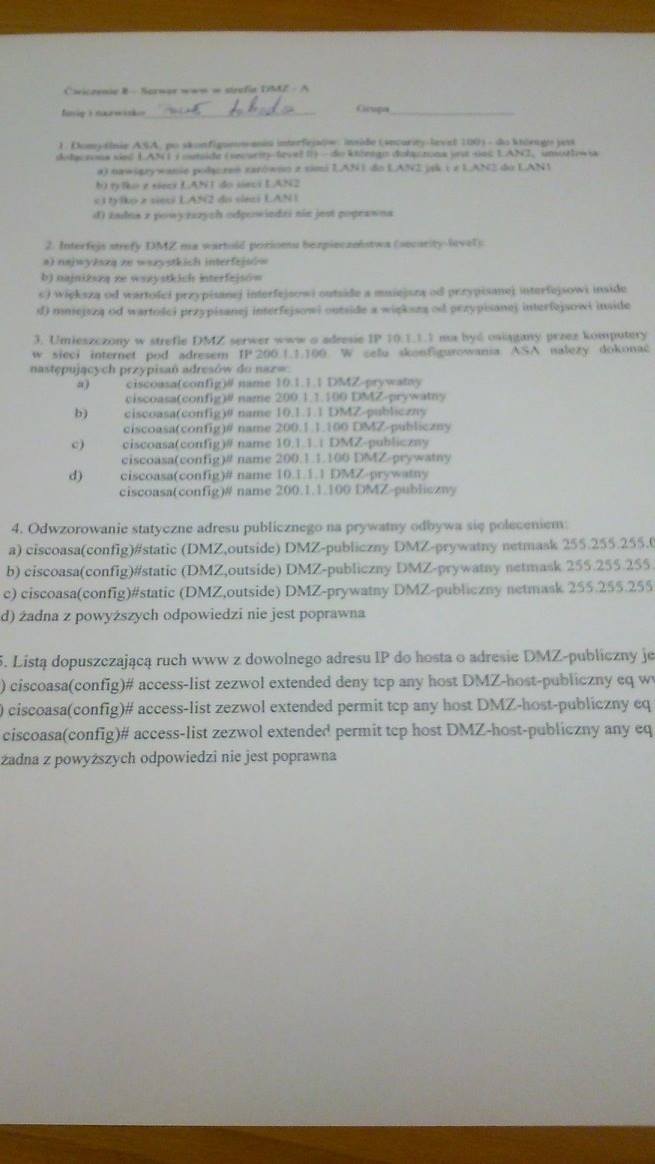 Ćwiczenie 8 – Serwer www w strefie DMZ - A
Imię i nazwisko
Grupa
1. Domyślnie ASA, po skonfigurowaniu interfejsów: inside (security-level 100) - do którego jest
dołączona sieć LAN1 i outside (security-level 0) – do którego dołączona jest sieć LAN2, umożliwia
a) nawiązywanie połączeń zarówno z sieci LAN1 do LAN2 jak i z LAN2 do LAN1
b) tylko z sieci LAN1 do sieci LAN2
c) tylko z sieci LAN2 do sieci LAN1
d) żadna z powyższych odpowiedzi nie jest poprawna
2. Interfejs strefy DMZ ma wartość poziomu bezpieczeństwa (security-level):
a) najwyższą ze wszystkich interfejsów
b) najniższą ze wszystkich interfejsów
c) większą od wartości przypisanej interfejsowi outside a mniejszą od przypisanej interfejsowi inside
d) mniejszą od wartości przypisanej interfejsowi outside a większą od przypisanej interfejsowi inside
3. Umieszczony w strefie DMZ serwer www o adresie IP 10.1.1.1 ma być osiągany przez komputery
w sieci internet pod adresem IP 200.1.1.100. W celu skonfigurowania ASA należy dokonać
następujących przypisań adresów do nazw:
a) ciscoasa(config)# name 10.1.1.1 DMZ-prywatny
ciscoasa(config)# name 200.1.1.100 DMZ-prywatny
b) ciscoasa(config)# name 10.1.1.1 DMZ-publiczny
ciscoasa(config)# name 200.1.1.100 DMZ-publiczny
c) ciscoasa(config)# name 10.1.1.1 DMZ-publiczny
ciscoasa(config)# name 200.1.1.100 DMZ-prywatny
d) ciscoasa(config)# name 10.1.1.1 DMZ-prywatny
ciscoasa(config)# name 200.1.1.100 DMZ-publiczny
4. Odwzorowanie statyczne adresu publicznego na prywatny odbywa się poleceniem:
a) ciscoasa(config)#static (DMZ,outside) DMZ-publiczny DMZ-prywatny netmask 255.255.255.0
b) ciscoasa(config)#static (DMZ,outside) DMZ-publiczny DMZ-prywatny netmask 255.255.255.
c) ciscoasa(config)#static (DMZ,outside) DMZ-prywatny DMZ-publiczny netmask 255.255.255
d) żadna z powyższych odpowiedzi nie jest poprawna
5. Listą dopuszczającą ruch www z dowolnego adresu IP do hosta o adresie DMZ-publiczny je
) ciscoasa(config)# access-list zezwol extended deny tcp any host DMZ-host-publiczny eq w
) ciscoasa(config)# access-list zezwol extended permit tcp any host DMZ-host-publiczny eq
ciscoasa(config)# access-list zezwol extended permit tcp host DMZ-host-publiczny any eq
żadna z powyższych odpowiedzi nie jest poprawna